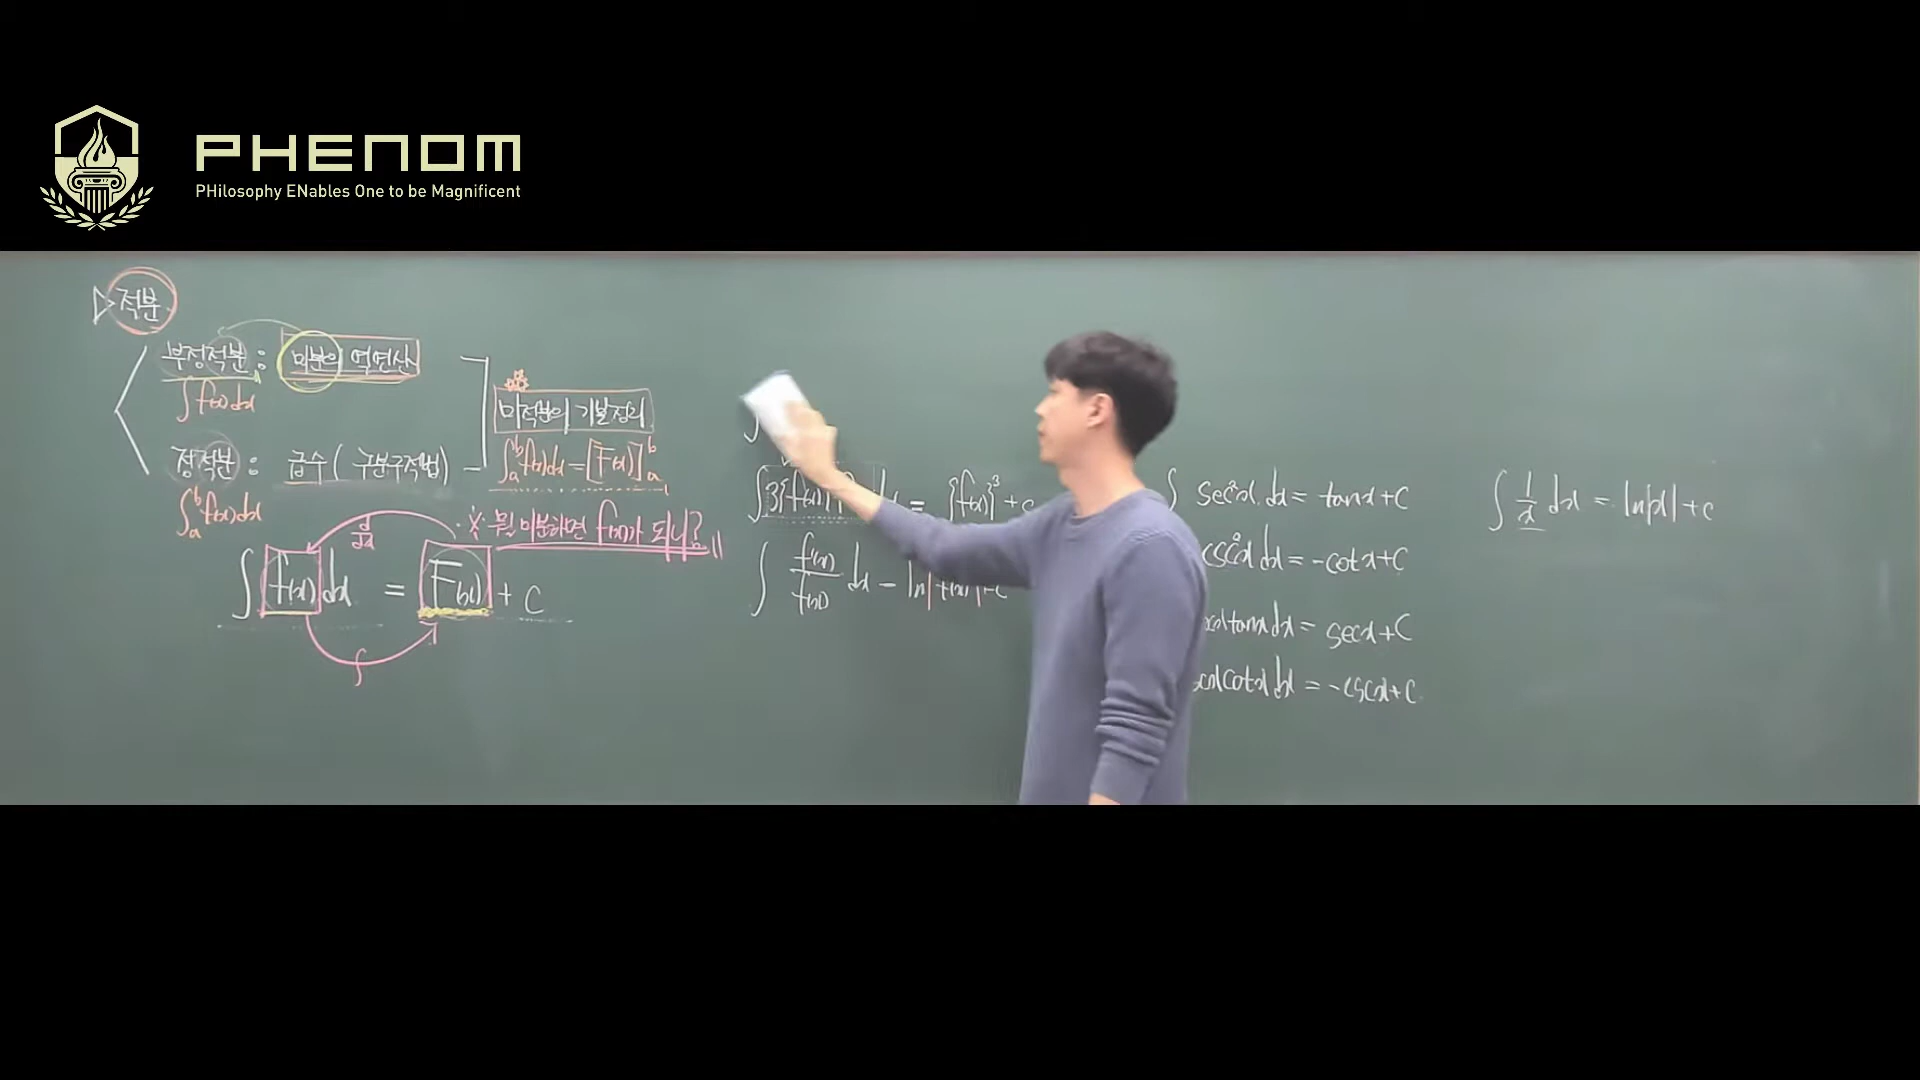 PHENOM
PHilosophy ENables One to be Magnificent
▷적분
부정적분 : 미분의 역연산
∫f(x)dx
정적분 : 급수 ( 구분구적법 )
∫ₐᵇf(x)dx
미적분의 기본정리
∫ₐᵇf(x)dx=[F(x)]ₐᵇ
※ 뭘 미분하면 f(x)가 되니?
d/dx
∫f(x)dx = F(x) + C
∫
∫
∫3{f(x)} = {f(x)}³+C
∫ f'(x)/f(x) dx = ln|f(x)|+C
∫ sec²x dx = tanx+C
csc²x dx = -cotx+C
tanx dx = secx+C
cotx dx = -cscx+C
∫ 1/x dx = ln|x|+C